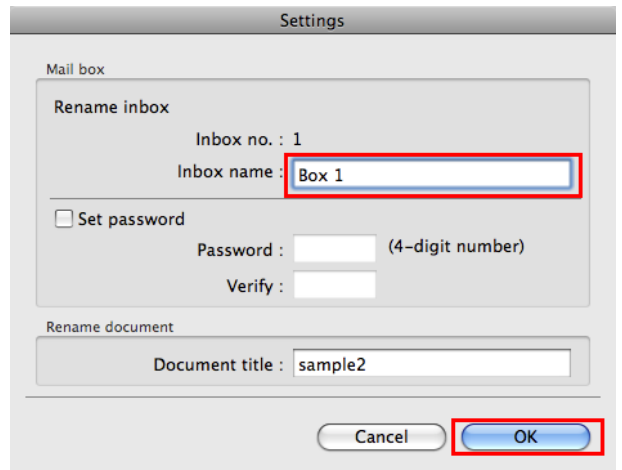 Settings
Mail box
Rename inbox
Inbox no. : 1
Inbox name : Box 1
Set password
Password : (4-digit number)
Verify :
Rename document
Document title : sample2
Cancel OK